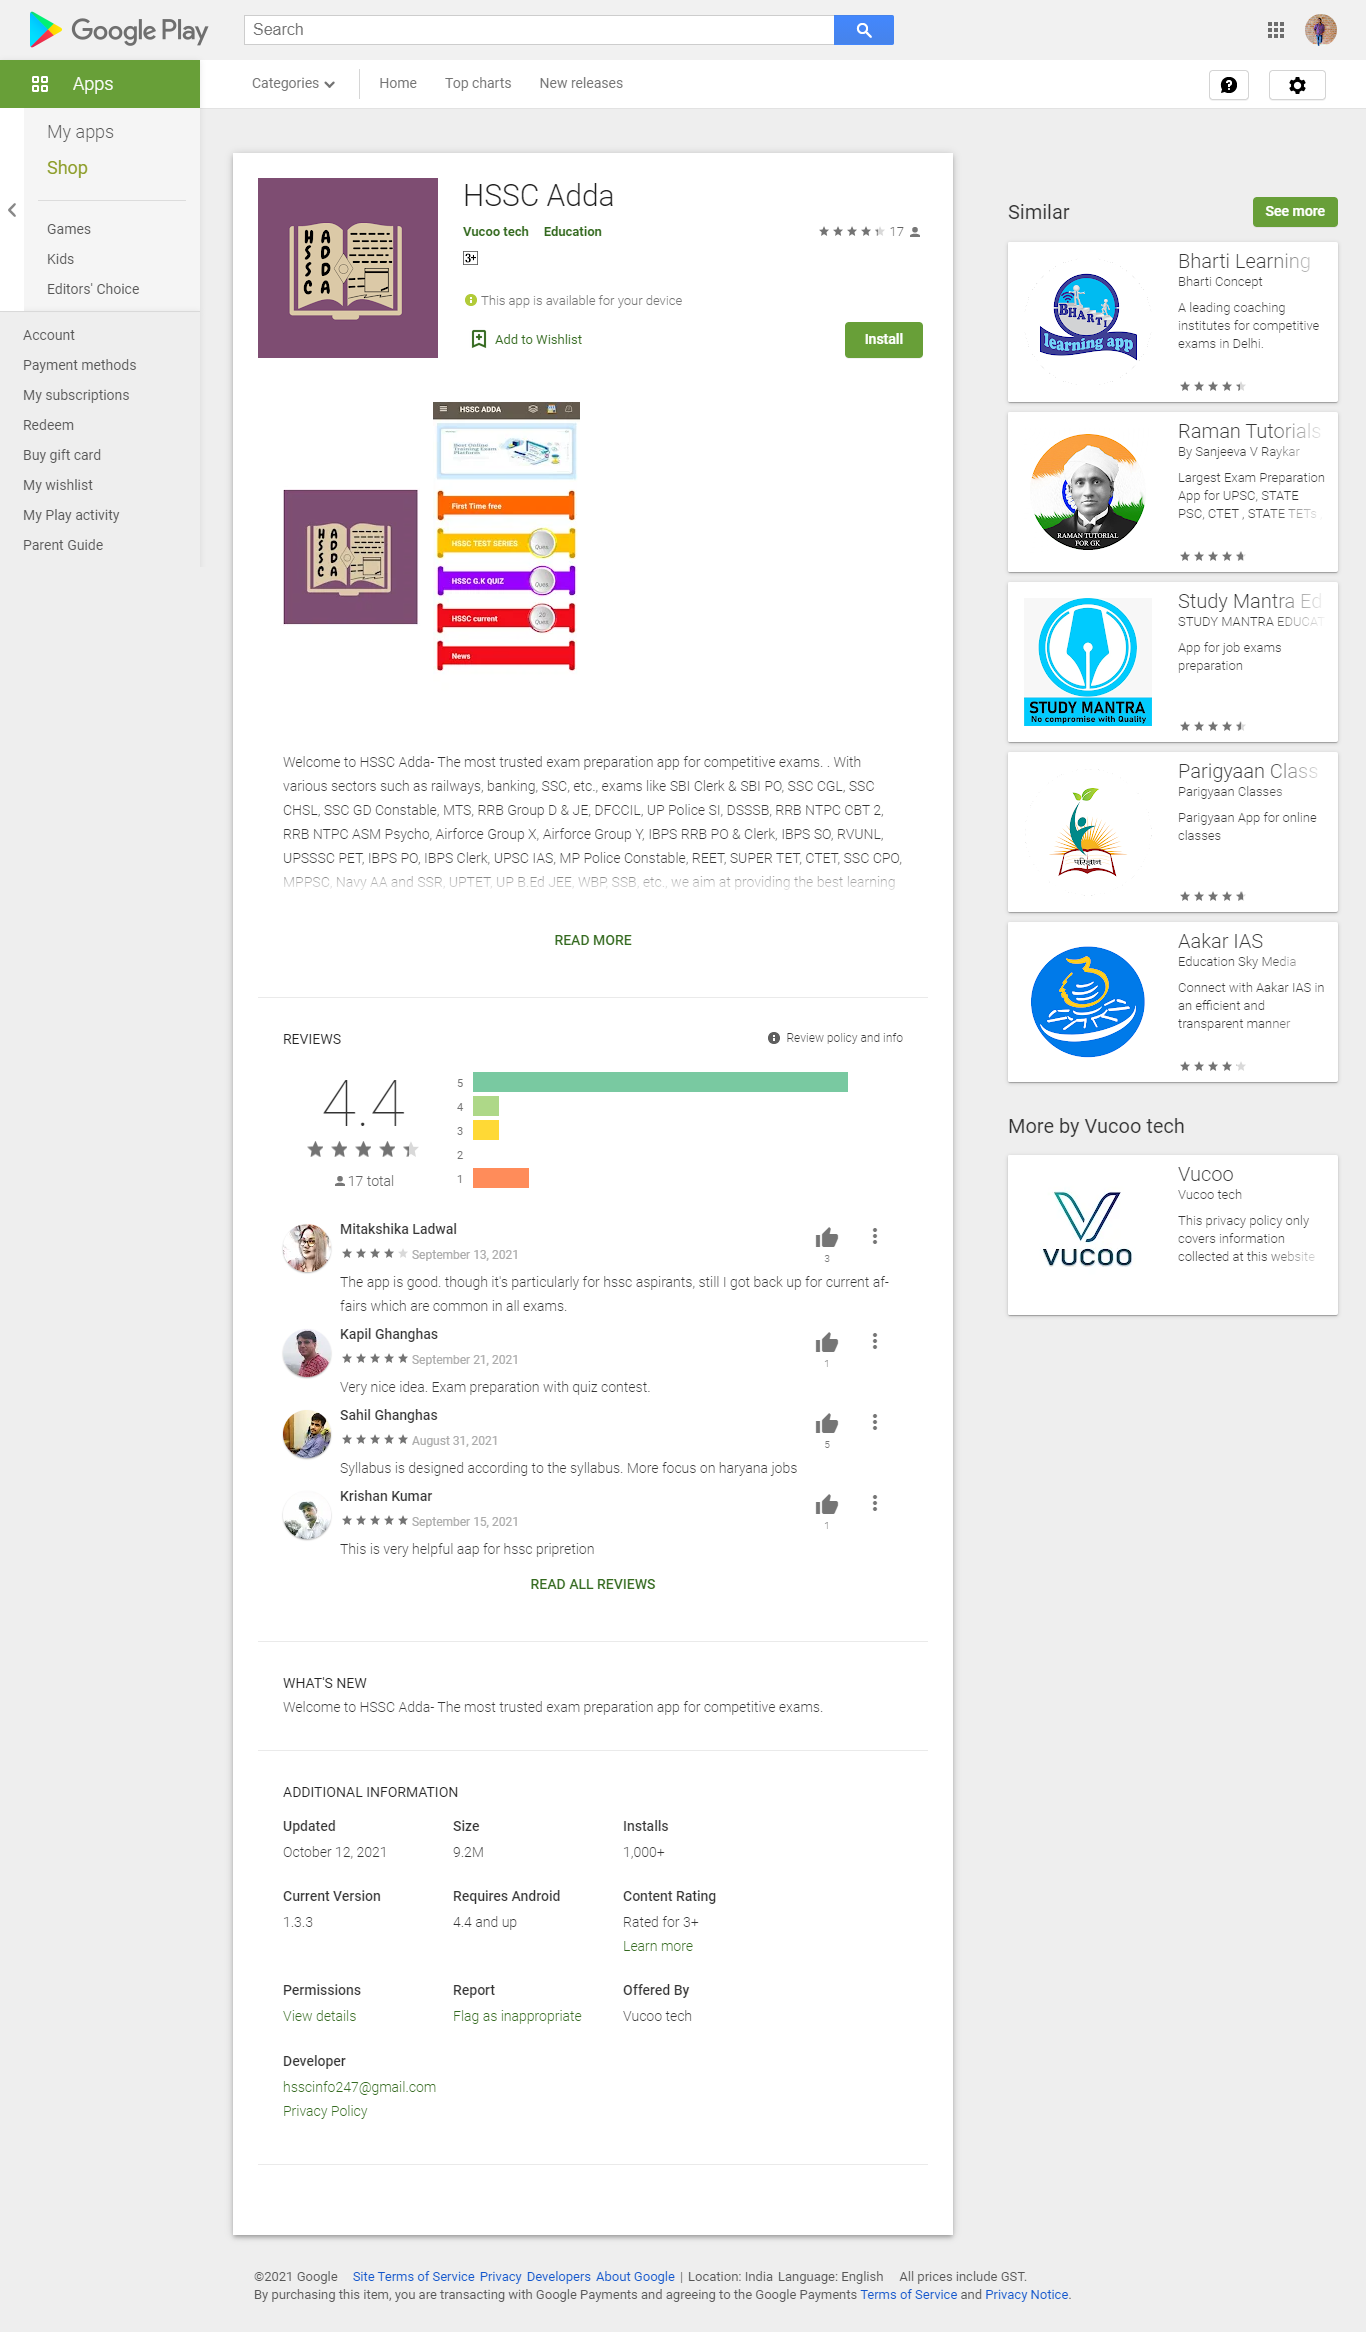 Google Play
Search
Apps
Categories
Home
Top charts
New releases
My apps
Shop
Games
Kids
Editors' Choice
Account
Payment methods
My subscriptions
Redeem
Buy gift card
My wishlist
My Play activity
Parent Guide
HSSC
ADDA
HSSC Adda
Vucoo tech Education
17
3+
This app is available for your device
Add to Wishlist
Install
HSSC
ADDA
HSSC ADDA
Best Online
Training Exam
Platform
First Time free
HSSC TEST SERIES
Ques
HSSC G.K QUIZ
Ques
HSSC current
20
Ques
News
Welcome to HSSC Adda- The most trusted exam preparation app for competitive exams. . With
various sectors such as railways, banking, SSC, etc., exams like SBI Clerk & SBI PO, SSC CGL, SSC
CHSL, SSC GD Constable, MTS, RRB Group D & JE, DFCCIL, UP Police SI, DSSSB, RRB NTPC CBT 2,
RRB NTPC ASM Psycho, Airforce Group X, Airforce Group Y, IBPS RRB PO & Clerk, IBPS SO, RVUNL,
UPSSSC PET, IBPS PO, IBPS Clerk, UPSC IAS, MP Police Constable, REET, SUPER TET, CTET, SSC CPO,
MPPSC, Navy AA and SSR, UPTET, UP B.Ed JEE, WBP, SSB, etc., we aim at providing the best learning
READ MORE
REVIEWS
Review policy and info
4.4
17 total
5
4
3
2
1
Mitakshika Ladwal
September 13, 2021
3
The app is good. though it's particularly for hssc aspirants, still I got back up for current af-
fairs which are common in all exams.
Kapil Ghanghas
September 21, 2021
1
Very nice idea. Exam preparation with quiz contest.
Sahil Ghanghas
August 31, 2021
5
Syllabus is designed according to the syllabus. More focus on haryana jobs
Krishan Kumar
September 15, 2021
1
This is very helpful aap for hssc pripretion
READ ALL REVIEWS
WHAT'S NEW
Welcome to HSSC Adda- The most trusted exam preparation app for competitive exams.
ADDITIONAL INFORMATION
Updated
October 12, 2021
Size
9.2M
Installs
1,000+
Current Version
1.3.3
Requires Android
4.4 and up
Content Rating
Rated for 3+
Learn more
Permissions
View details
Report
Flag as inappropriate
Offered By
Vucoo tech
Developer
hsscinfo247@gmail.com
Privacy Policy
Similar
See more
BHARTI
learning app
Bharti Learning
Bharti Concept
A leading coaching
institutes for competitive
exams in Delhi.
RAMAN TUTORIAL
FOR GK
Raman Tutorials
By Sanjeeva V Raykar
Largest Exam Preparation
App for UPSC, STATE
PSC, CTET , STATE TETs
STUDY MANTRA
No compromise with Quality
Study Mantra Ed
STUDY MANTRA EDUCAT
App for job exams
preparation
परिज्ञान
Parigyaan Class
Parigyaan Classes
Parigyaan App for online
classes
Aakar IAS
Education Sky Media
Connect with Aakar IAS in
an efficient and
transparent manner
More by Vucoo tech
VUCOO
Vucoo
Vucoo tech
This privacy policy only
covers information
collected at this website
©2021 Google Site Terms of Service Privacy Developers About Google | Location: India Language: English All prices include GST.
By purchasing this item, you are transacting with Google Payments and agreeing to the Google Payments Terms of Service and Privacy Notice.